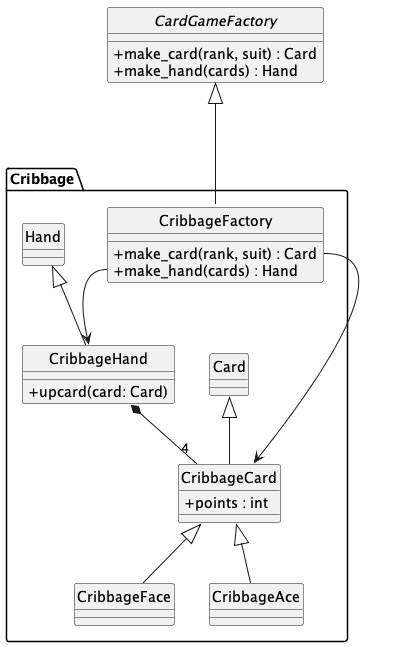 CardGameFactory
+make_card(rank, suit) : Card
+make_hand(cards) : Hand
Cribbage
CribbageFactory
+make_card(rank, suit) : Card
+make_hand(cards) : Hand
Hand
CribbageHand
+upcard(card: Card)
Card
4
CribbageCard
+points : int
CribbageFace
CribbageAce